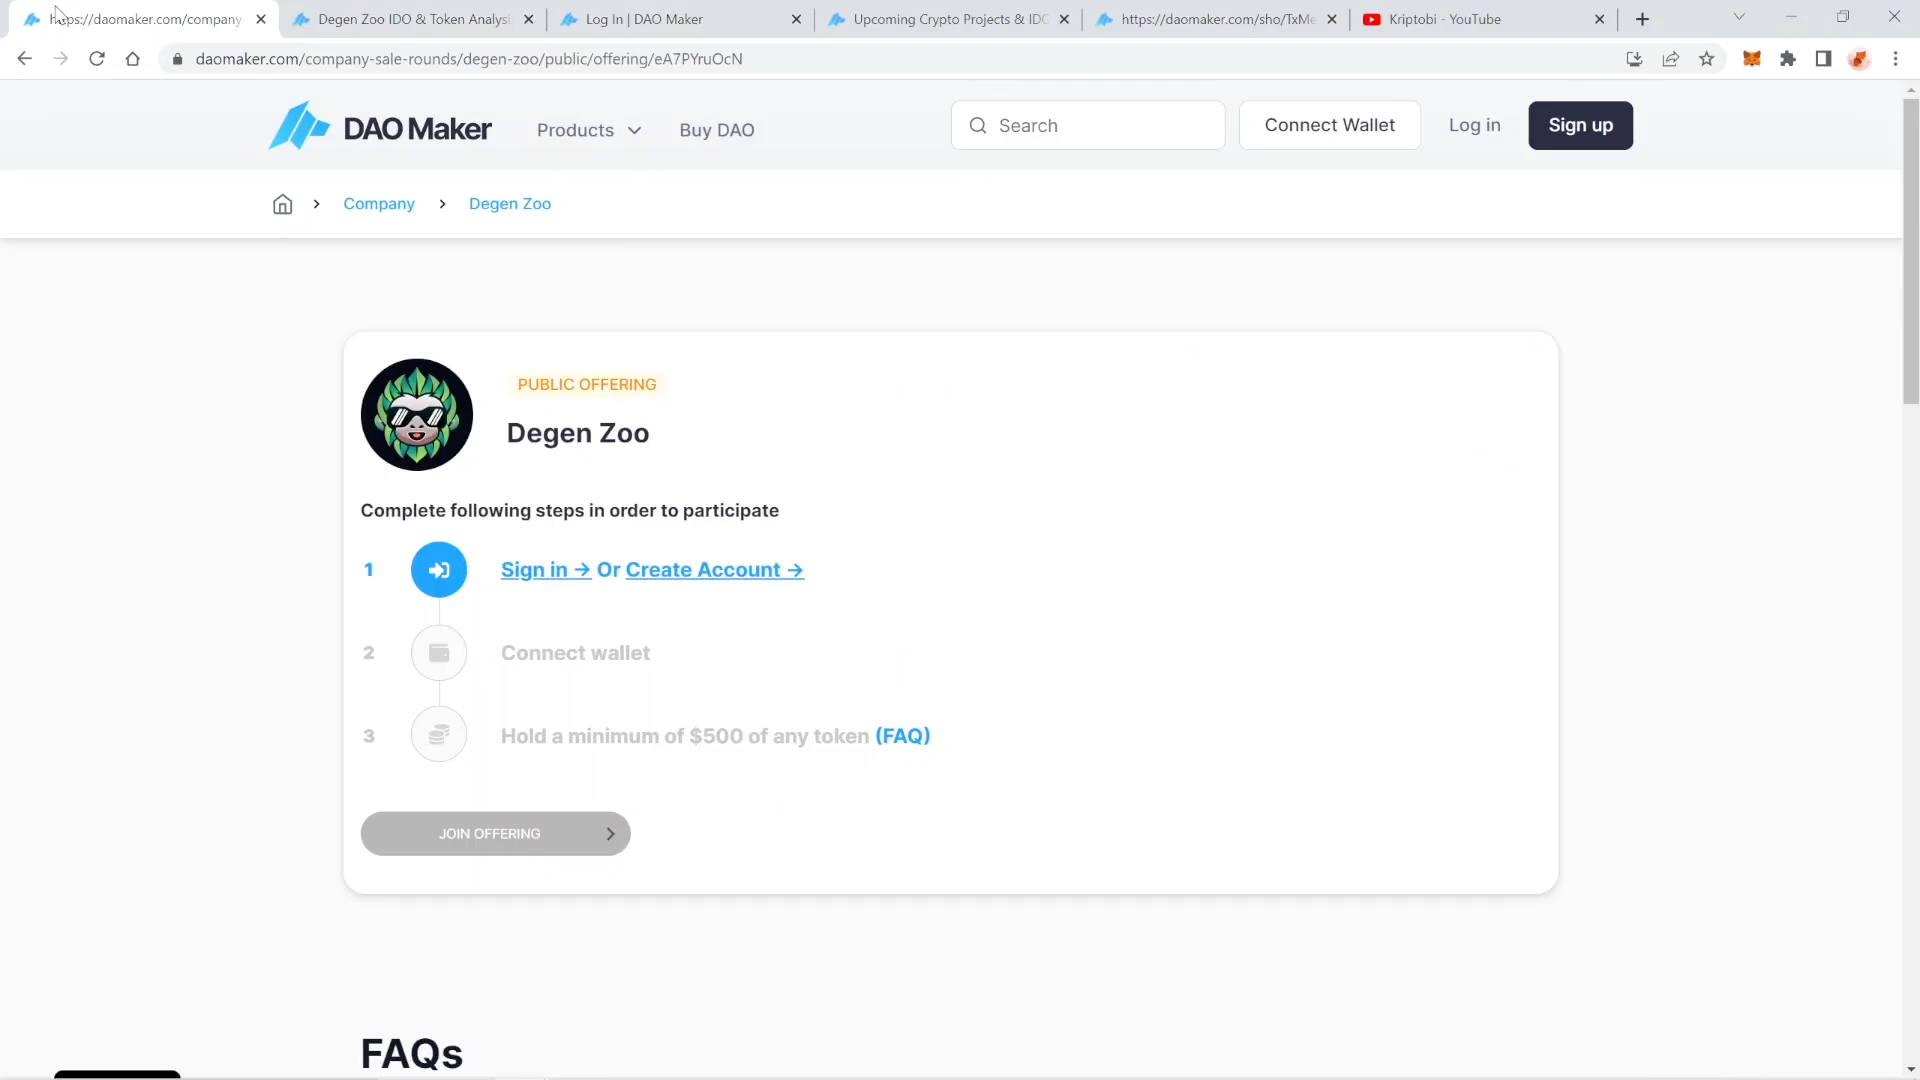 https://daomaker.com/company
Degen Zoo IDO & Token Analysi
Log In | DAO Maker
Upcoming Crypto Projects & IDO
https://daomaker.com/sho/TxMe
Kriptobi - YouTube
daomaker.com/company-sale-rounds/degen-zoo/public/offering/eA7PYruOcN
DAO Maker
Products
Buy DAO
Search
Connect Wallet
Log in
Sign up
Company
Degen Zoo
PUBLIC OFFERING
Degen Zoo
Complete following steps in order to participate
1 Sign in → Or Create Account →
2 Connect wallet
3 Hold a minimum of $500 of any token (FAQ)
JOIN OFFERING
FAQs